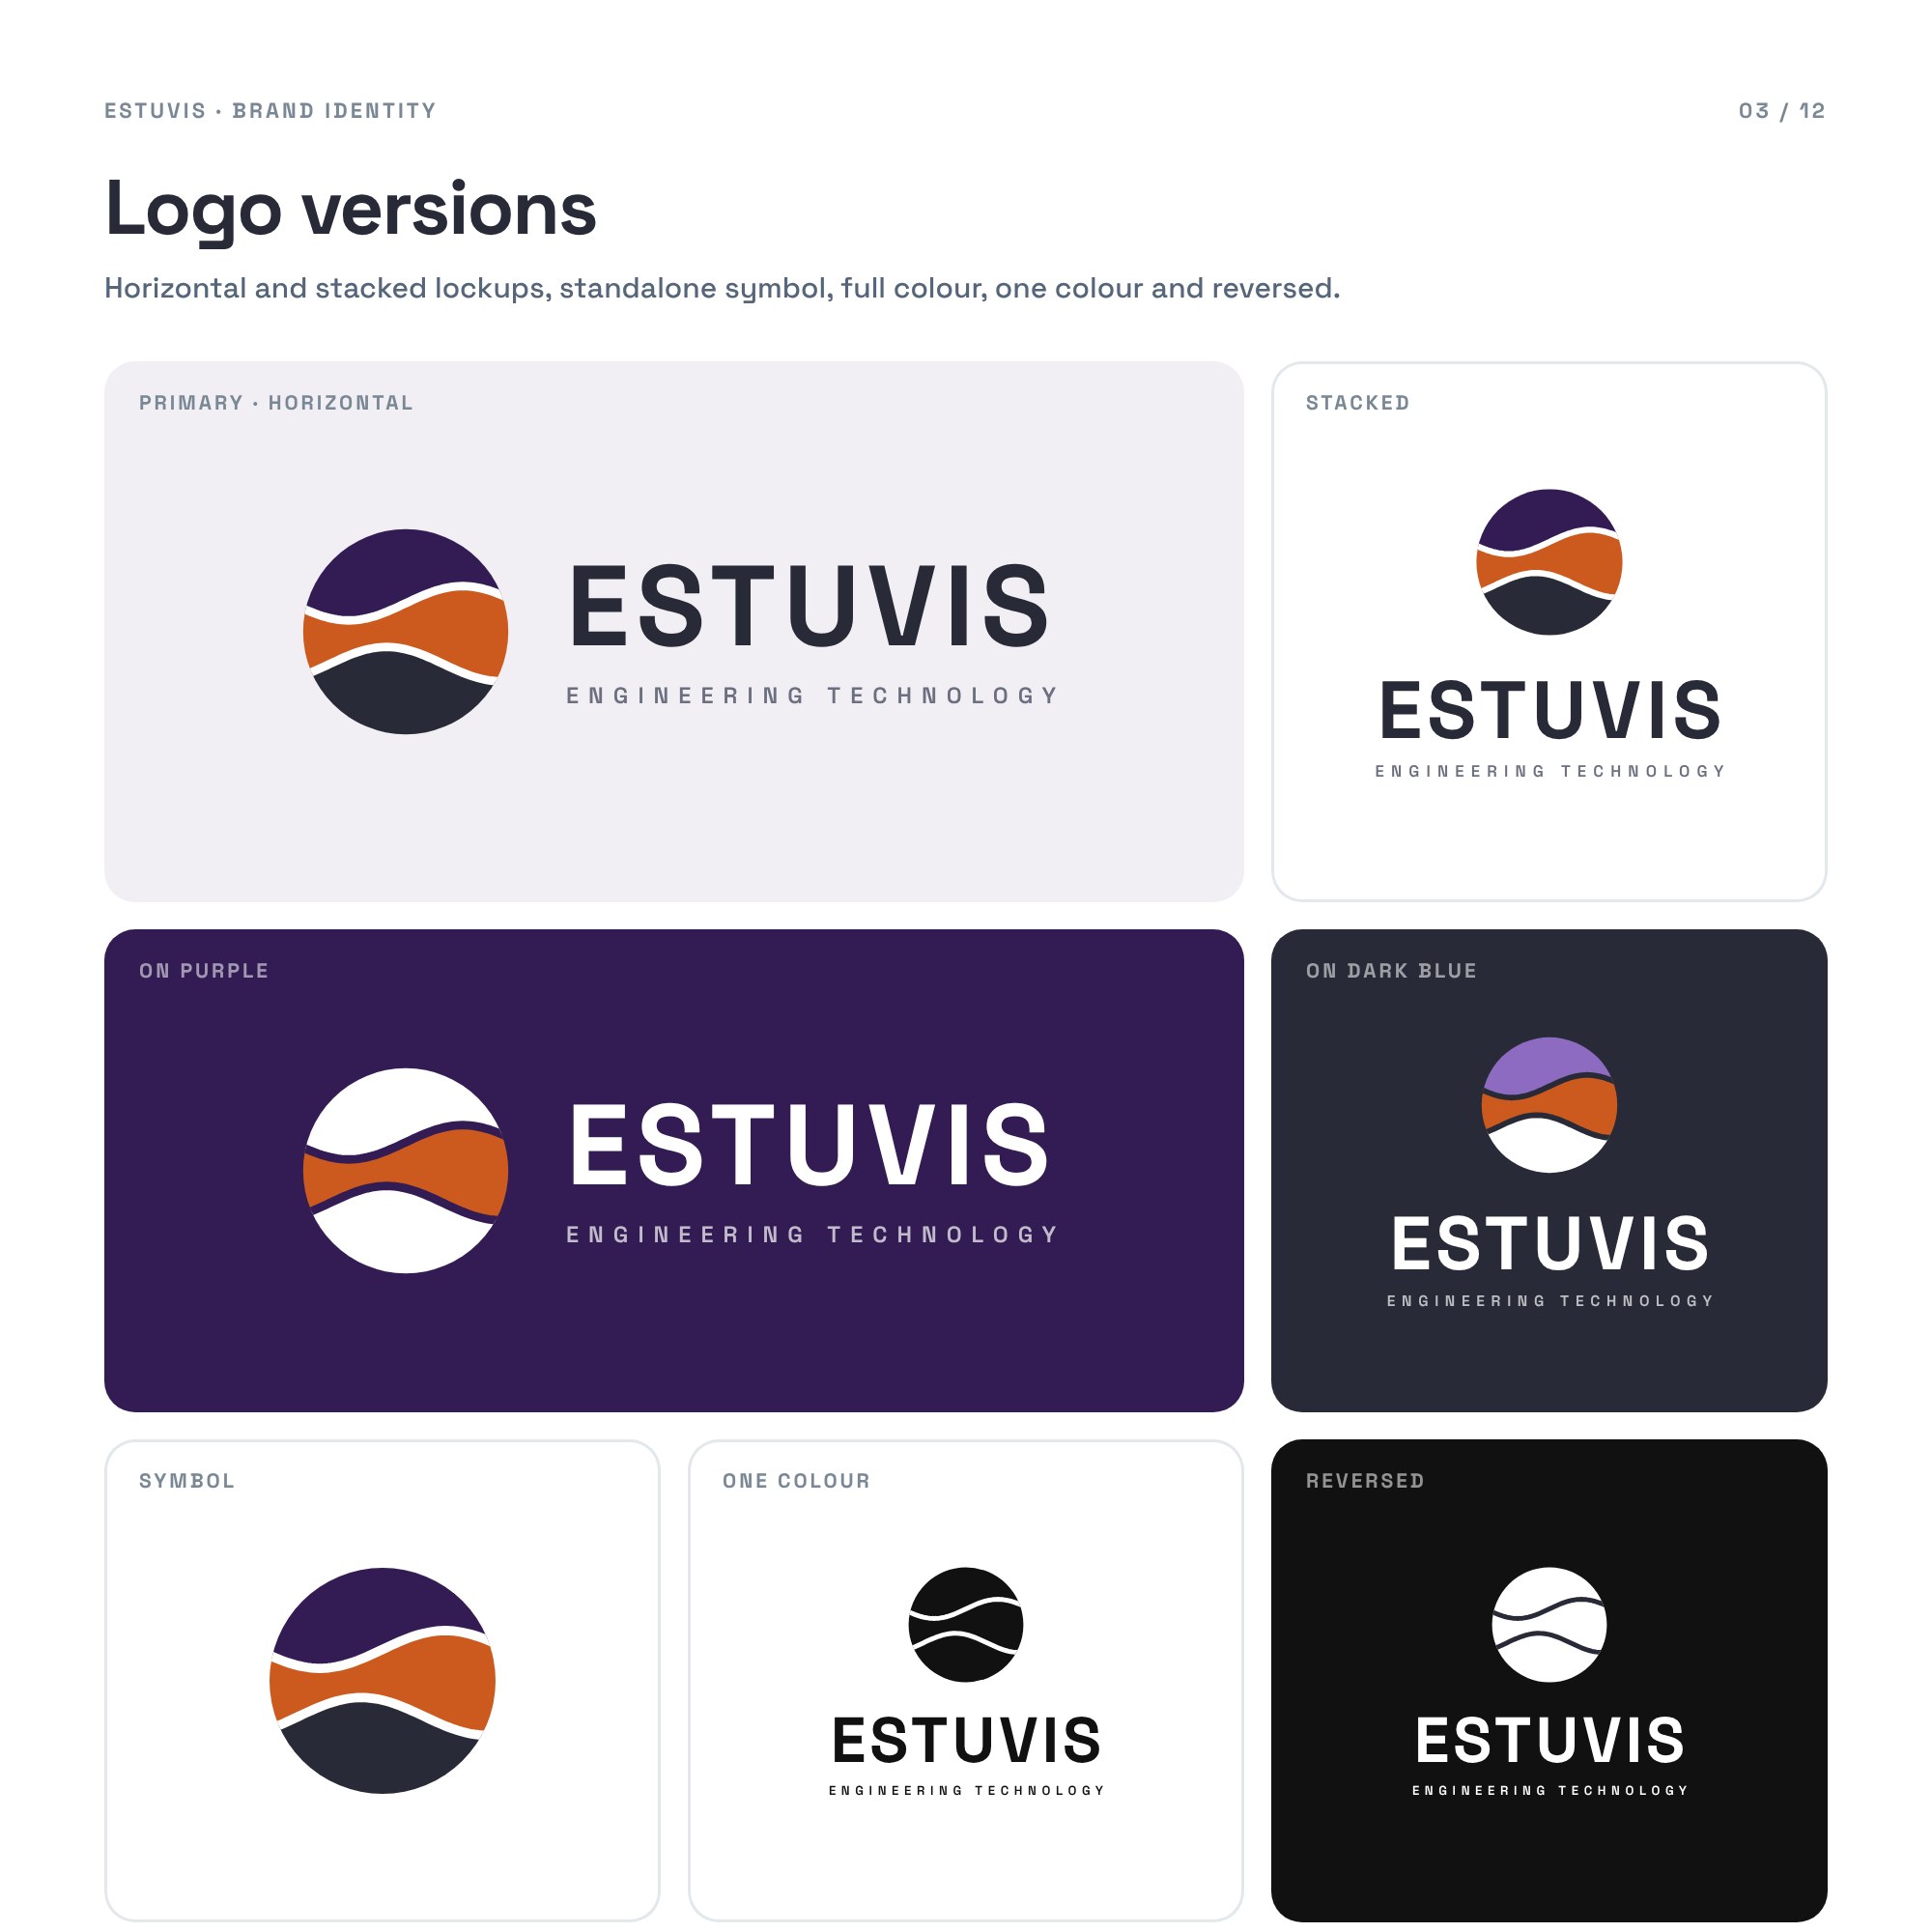 ESTUVIS · BRAND IDENTITY
03 / 12
Logo versions
Horizontal and stacked lockups, standalone symbol, full colour, one colour and reversed.
PRIMARY · HORIZONTAL
ESTUVIS
ENGINEERING TECHNOLOGY
STACKED
ESTUVIS
ENGINEERING TECHNOLOGY
ON PURPLE
ESTUVIS
ENGINEERING TECHNOLOGY
ON DARK BLUE
ESTUVIS
ENGINEERING TECHNOLOGY
SYMBOL
ONE COLOUR
ESTUVIS
ENGINEERING TECHNOLOGY
REVERSED
ESTUVIS
ENGINEERING TECHNOLOGY